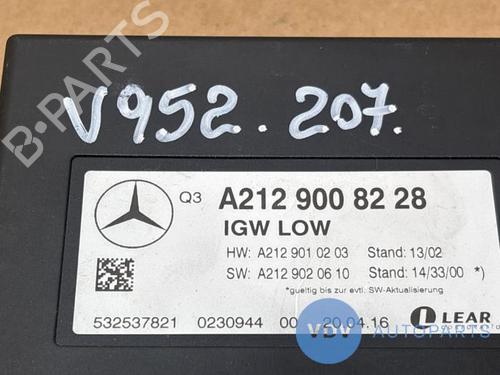 V952.207.
Q3 A212 900 82 28
IGW LOW
HW: A212 901 02 03 Stand: 13/02
SW: A212 902 06 10 Stand: 14/33/00 *)
*gueltig bis zur evtl. SW-Aktualisierung
532537821 0230944 00 20.04.16 LEAR
B-PARTS
VDV AUTOPARTS